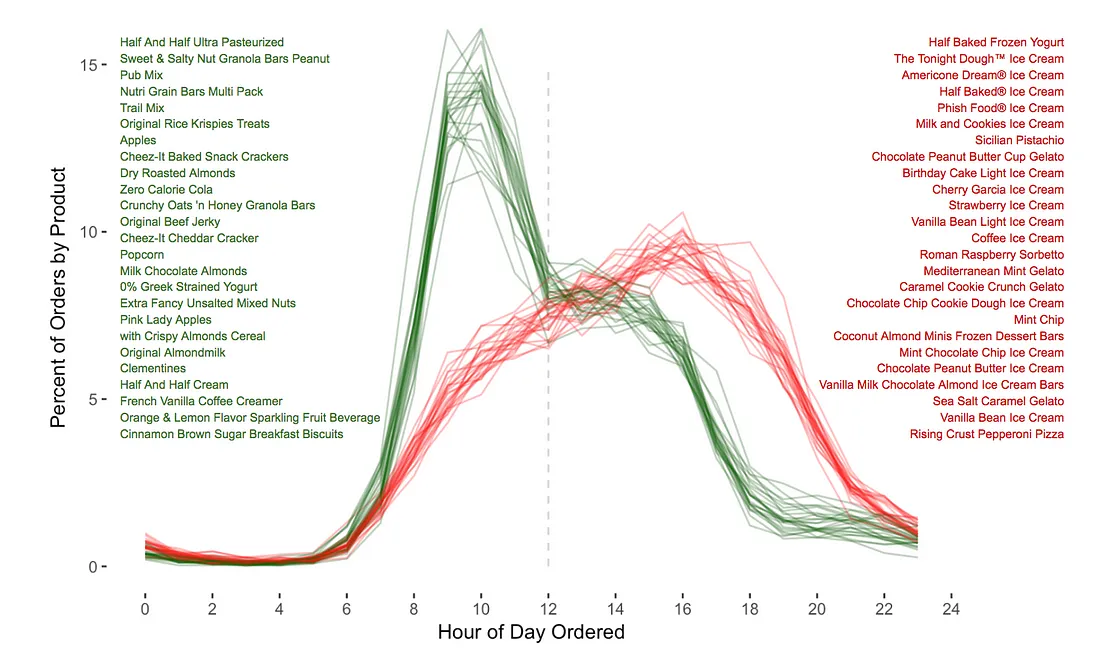 Half And Half Ultra Pasteurized
Sweet & Salty Nut Granola Bars Peanut
Pub Mix
Nutri Grain Bars Multi Pack
Trail Mix
Original Rice Krispies Treats
Apples
Cheez-It Baked Snack Crackers
Dry Roasted Almonds
Zero Calorie Cola
Crunchy Oats 'n Honey Granola Bars
Original Beef Jerky
Cheez-It Cheddar Cracker
Popcorn
Milk Chocolate Almonds
0% Greek Strained Yogurt
Extra Fancy Unsalted Mixed Nuts
Pink Lady Apples
with Crispy Almonds Cereal
Original Almondmilk
Clementines
Half And Half Cream
French Vanilla Coffee Creamer
Orange & Lemon Flavor Sparkling Fruit Beverage
Cinnamon Brown Sugar Breakfast Biscuits
Half Baked Frozen Yogurt
The Tonight Dough™ Ice Cream
Americone Dream® Ice Cream
Half Baked® Ice Cream
Phish Food® Ice Cream
Milk and Cookies Ice Cream
Sicilian Pistachio
Chocolate Peanut Butter Cup Gelato
Birthday Cake Light Ice Cream
Cherry Garcia Ice Cream
Strawberry Ice Cream
Vanilla Bean Light Ice Cream
Coffee Ice Cream
Roman Raspberry Sorbetto
Mediterranean Mint Gelato
Caramel Cookie Crunch Gelato
Chocolate Chip Cookie Dough Ice Cream
Mint Chip
Coconut Almond Minis Frozen Dessert Bars
Mint Chocolate Chip Ice Cream
Chocolate Peanut Butter Ice Cream
Vanilla Milk Chocolate Almond Ice Cream Bars
Sea Salt Caramel Gelato
Vanilla Bean Ice Cream
Rising Crust Pepperoni Pizza
Percent of Orders by Product
15
10
5
0
0 2 4 6 8 10 12 14 16 18 20 22 24
Hour of Day Ordered